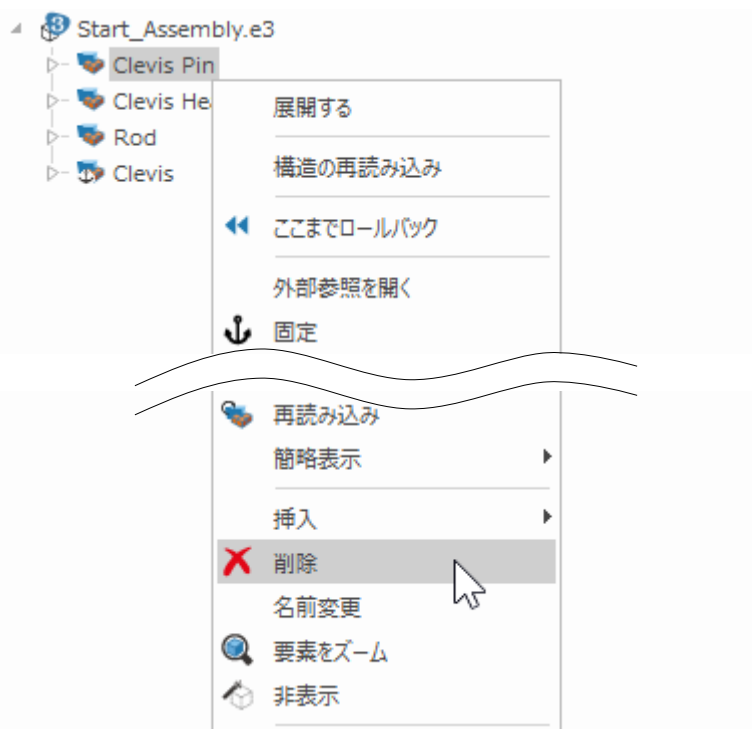 Start_Assembly.e3
Clevis Pin
Clevis He
Rod
Clevis
展開する
構造の再読み込み
ここまでロールバック
外部参照を開く
固定
再読み込み
簡略表示
挿入
削除
名前変更
要素をズーム
非表示